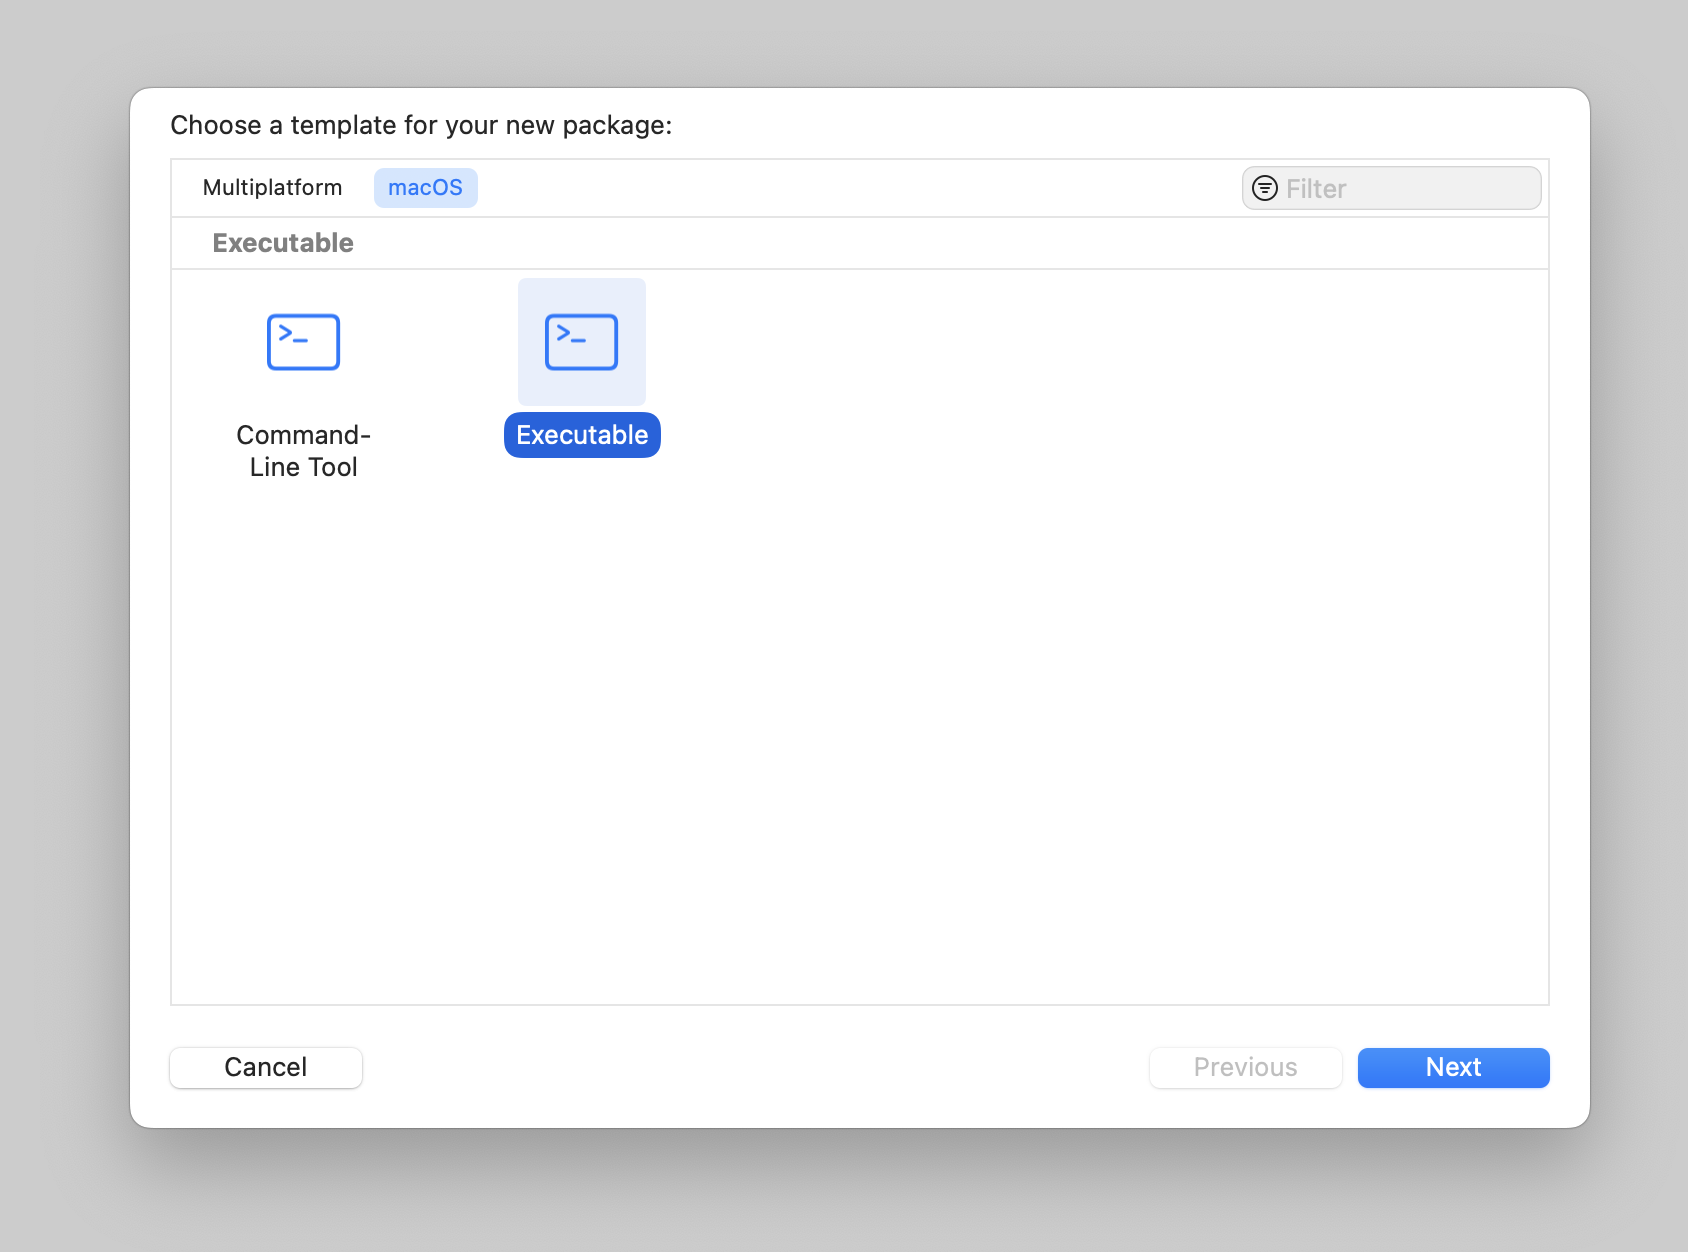 Choose a template for your new package:
Multiplatform
macOS
Filter
Executable
Command-
Line Tool
Executable
Cancel
Previous
Next